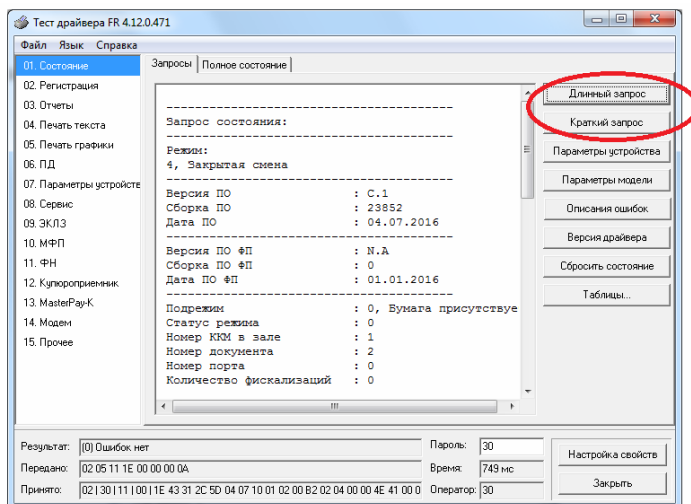 Тест драйвера FR 4.12.0.471
Файл Язык Справка
01. Состояние
02. Регистрация
03. Отчеты
04. Печать текста
05. Печать графики
06. ПД
07. Параметры устройств
08. Сервис
09. ЭКЛЗ
10. МФП
11. ФН
12. Купюроприемник
13. MasterPay-K
14. Модем
15. Прочее
Запросы Полное состояние
----------------------------------------
Запрос состояния:
----------------------------------------
Режим:
4, Закрытая смена
----------------------------------------
Версия ПО : C.1
Сборка ПО : 23852
Дата ПО : 04.07.2016
----------------------------------------
Версия ПО ФП : N.A
Сборка ПО ФП : 0
Дата ПО ФП : 01.01.2016
----------------------------------------
Подрежим : 0, Бумага присутствуе
Статус режима : 0
Номер ККМ в зале : 1
Номер документа : 2
Номер порта : 0
Количество фискализаций : 0
Длинный запрос
Краткий запрос
Параметры устройства
Параметры модели
Описания ошибок
Версия драйвера
Сбросить состояние
Таблицы...
Результат: (0) Ошибок нет
Пароль: 30
Передано: 02 05 11 1E 00 00 00 0A
Время: 749 мс
Принято: 02 | 30 | 11 | 00 | 1E 43 31 2C 5D 04 07 10 01 02 00 B2 02 04 00 00 4E 41 00 0
Оператор: 30
Настройка свойств
Закрыть